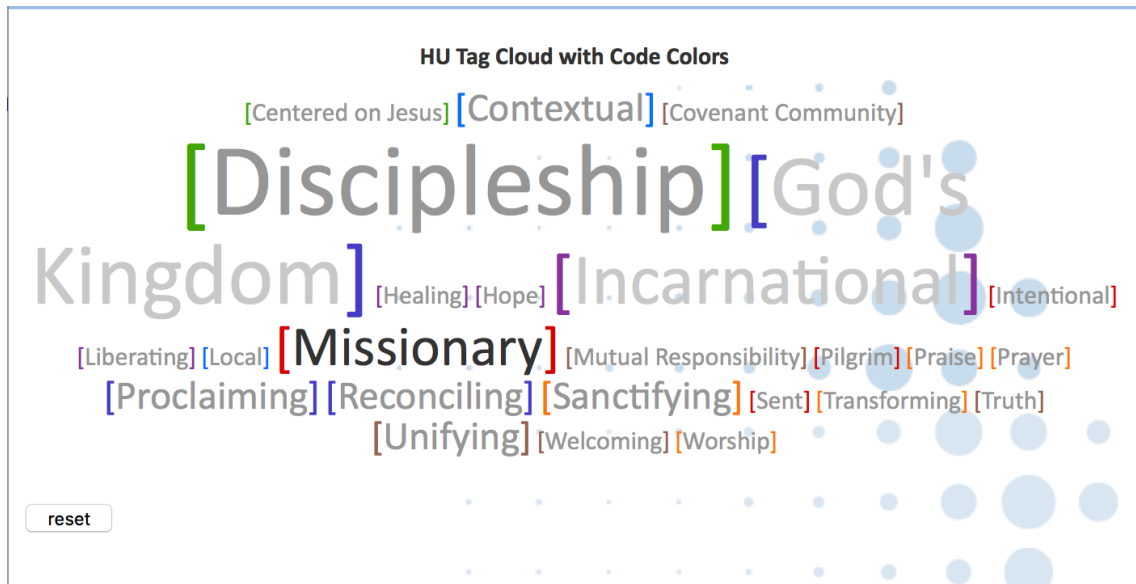 HU Tag Cloud with Code Colors
[Centered on Jesus] [Contextual] [Covenant Community]
[Discipleship] [God's
Kingdom] [Healing] [Hope] [Incarnational] [Intentional]
[Liberating] [Local] [Missionary] [Mutual Responsibility] [Pilgrim] [Praise] [Prayer]
[Proclaiming] [Reconciling] [Sanctifying] [Sent] [Transforming] [Truth]
[Unifying] [Welcoming] [Worship]
reset